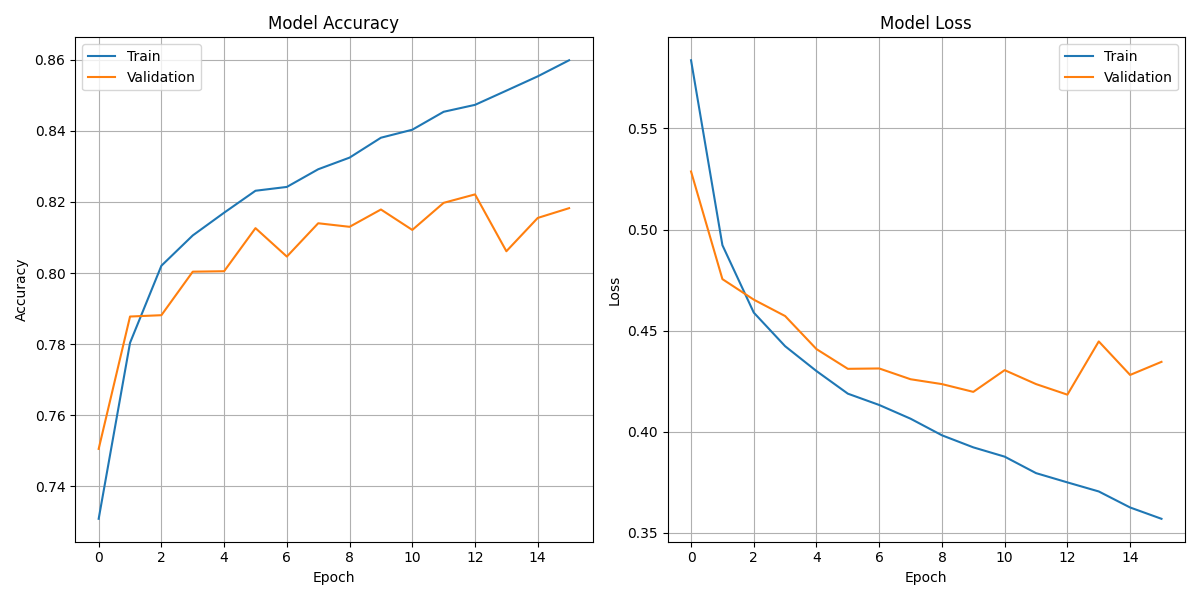 Model Accuracy
Train
Validation
0.86
0.84
0.82
0.80
0.78
0.76
0.74
Accuracy
0 2 4 6 8 10 12 14
Epoch
Model Loss
Train
Validation
0.55
0.50
0.45
0.40
0.35
Loss
0 2 4 6 8 10 12 14
Epoch